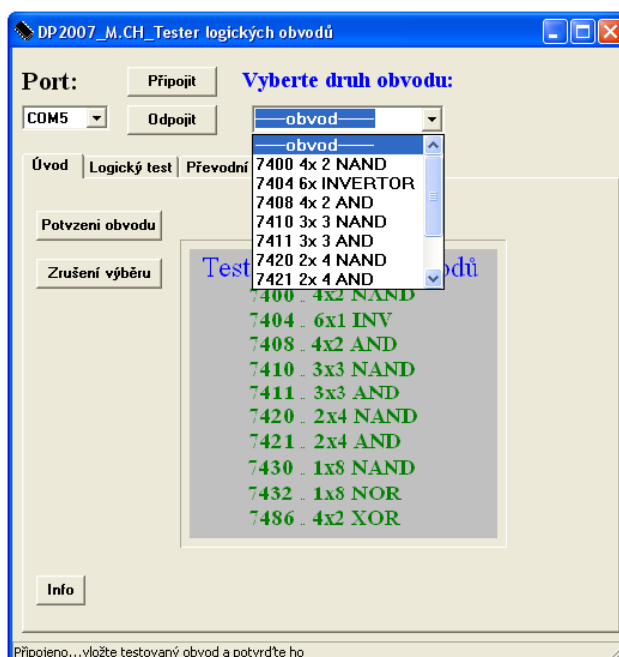 DP2007_M.CH_Tester logických obvodů
Port: Připojit Vyberte druh obvodu:
COM5 Odpojit ——obvod——
——obvod——
7400 4x 2 NAND
7404 6x INVERTOR
7408 4x 2 AND
7410 3x 3 NAND
7411 3x 3 AND
7420 2x 4 NAND
7421 2x 4 AND
Úvod Logický test Převodní
Potvzeni obvodu
Zrušení výběru
Test
7400 .. 4x2 NAND
7404 .. 6x1 INV
7408 .. 4x2 AND
7410 .. 3x3 NAND
7411 .. 3x3 AND
7420 .. 2x4 NAND
7421 .. 2x4 AND
7430 .. 1x8 NAND
7432 .. 1x8 NOR
7486 .. 4x2 XOR
Info
Připojeno...vložte testovaný obvod a potvrďte ho